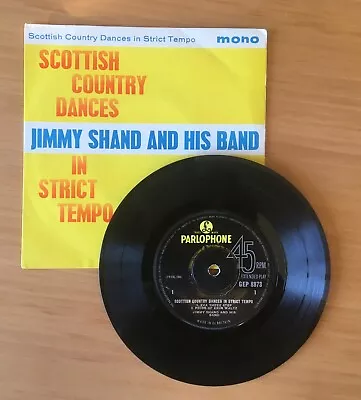 Scottish Country Dances in Strict Tempo
mono
SCOTTISH
COUNTRY
DANCES
JIMMY SHAND AND HIS BAND
IN
STRICT
TEMPO
PARLOPHONE
45
RPM
EXTENDED PLAY
GEP 8873
1
1
SCOTTISH COUNTRY DANCES IN STRICT TEMPO
JIMMY SHAND AND HIS
BAND
MADE IN GT. BRITAIN